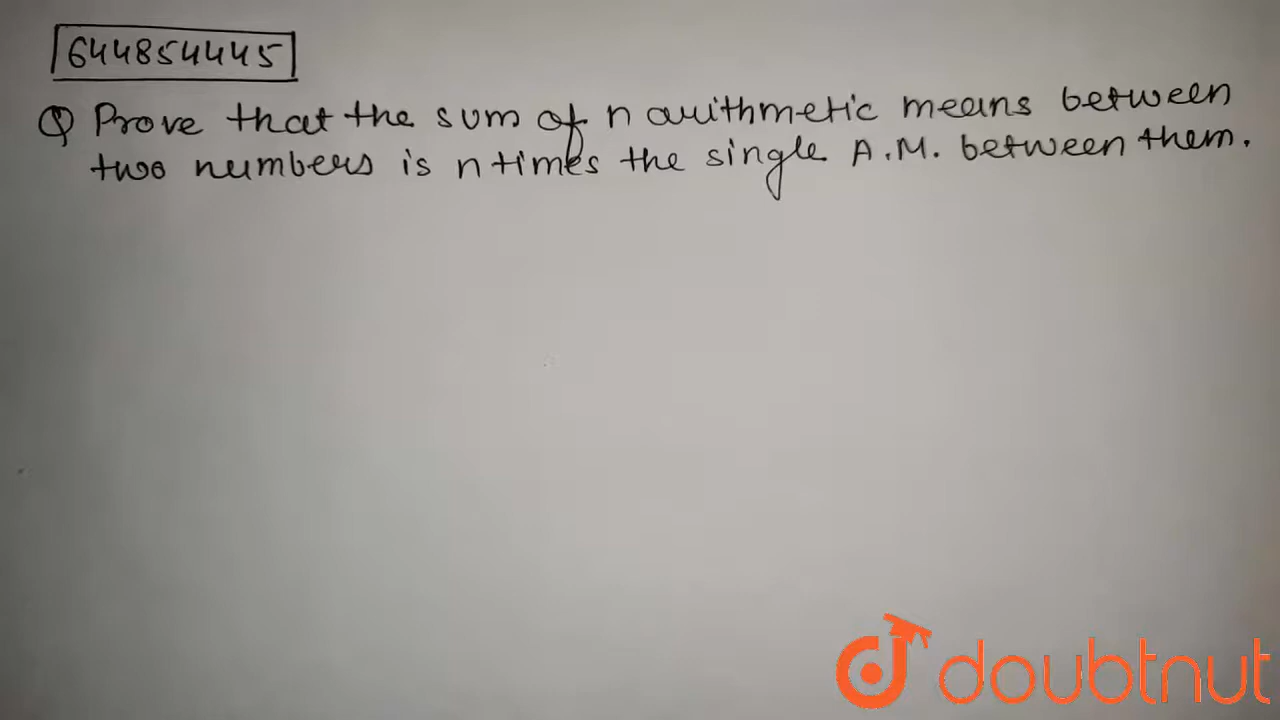 644854445
Q Prove that the sum of n arithmetic means between
two numbers is n times the single A.M. between them.
doubtnut